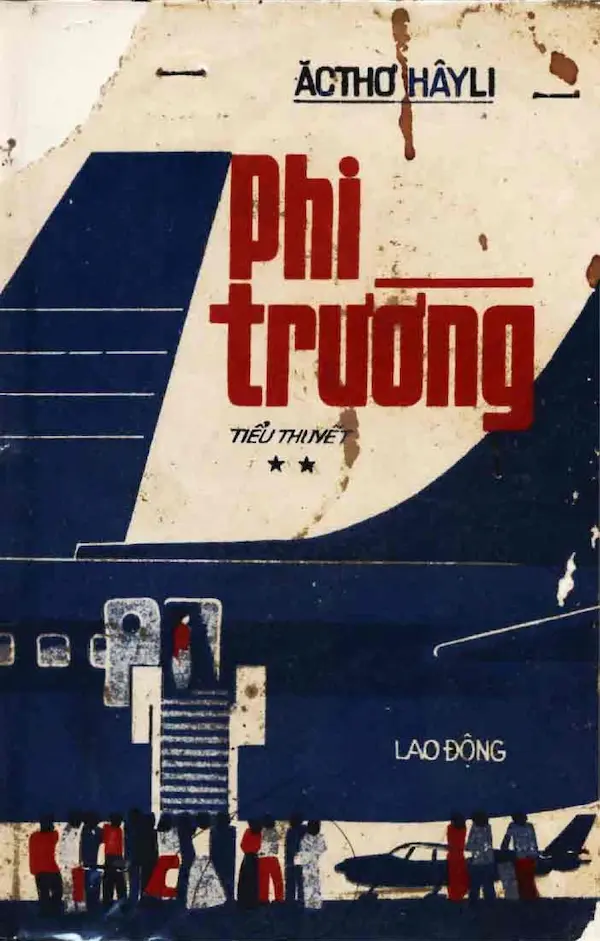 ĂCTHƠ HÂYLI
Phi
trường
TIỂU THUYẾT
★ ★
LAO ĐỘNG